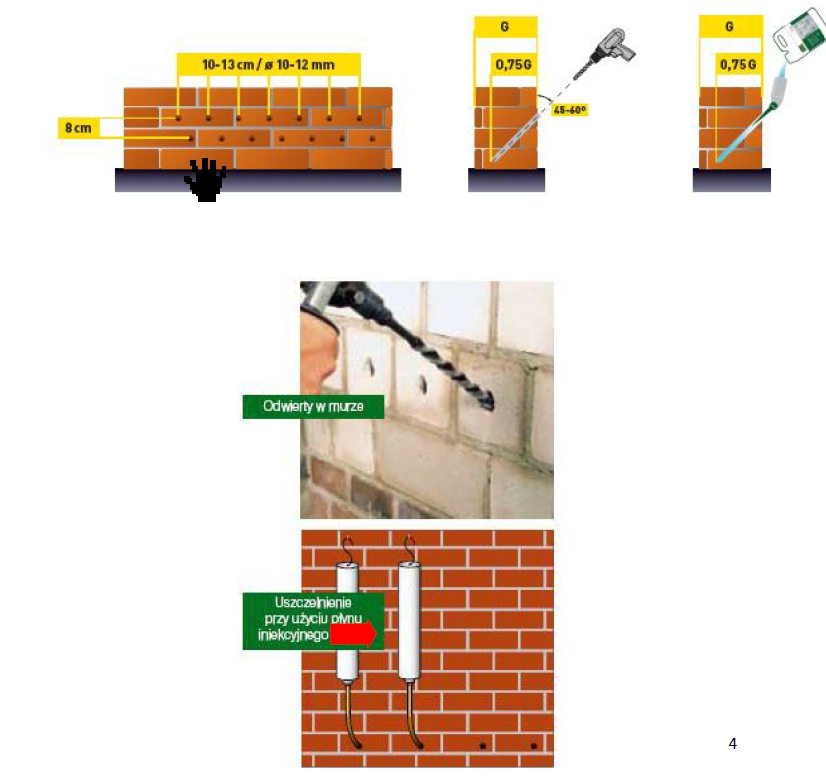 G
G
10-13 cm / ø 10-12 mm
0,75G
0,75G
45-60°
8 cm
Odwierty w murze
Uszczelnienie
przy użyciu płynu
iniekcyjnego
4